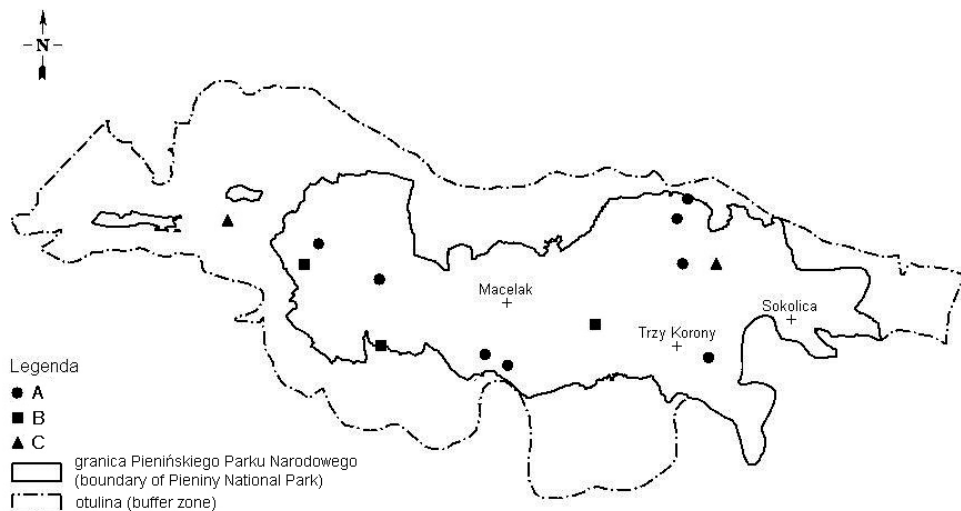 N
Macelak
Sokolica
Trzy Korony
Legenda
A
B
C
granica Pienińskiego Parku Narodowego
(boundary of Pieniny National Park)
otulina (buffer zone)